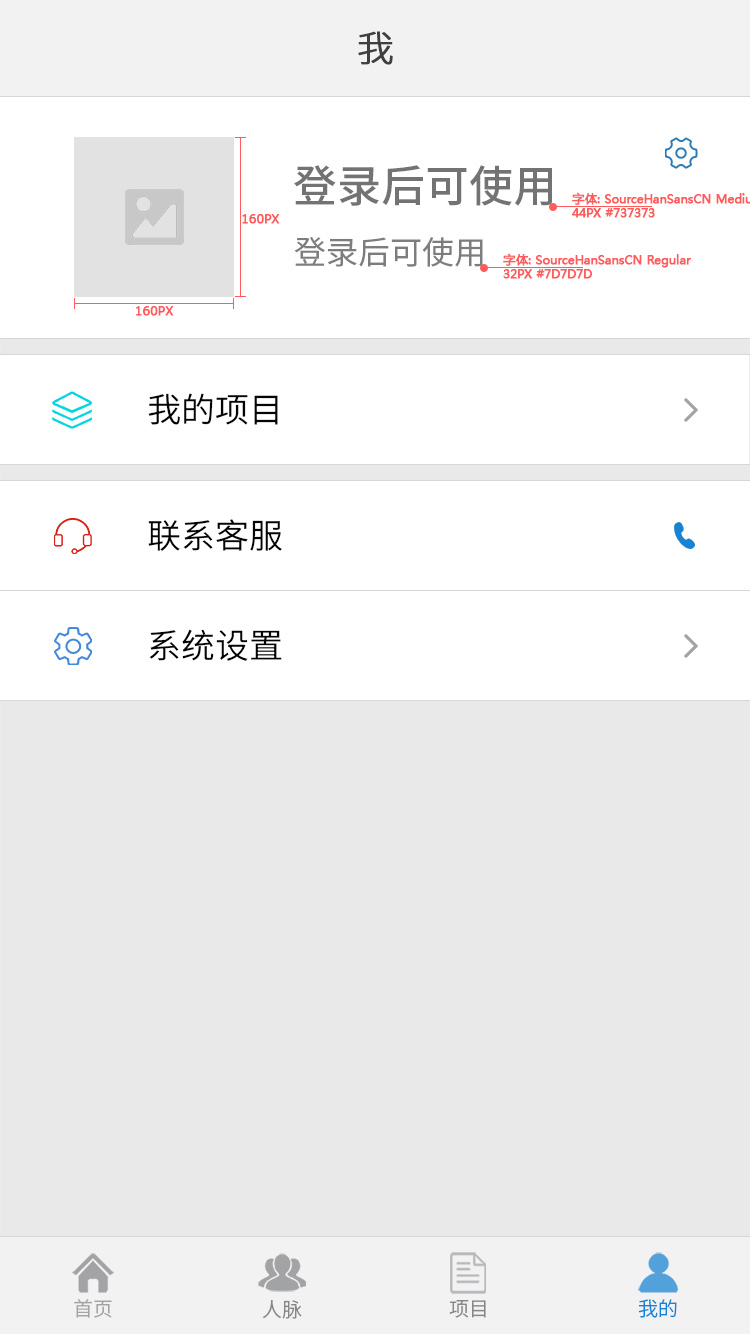 我
登录后可使用
字体: SourceHanSansCN Mediu
44PX #737373
160PX
登录后可使用
字体: SourceHanSansCN Regular
32PX #7D7D7D
160PX
我的项目
联系客服
系统设置
首页
人脉
项目
我的